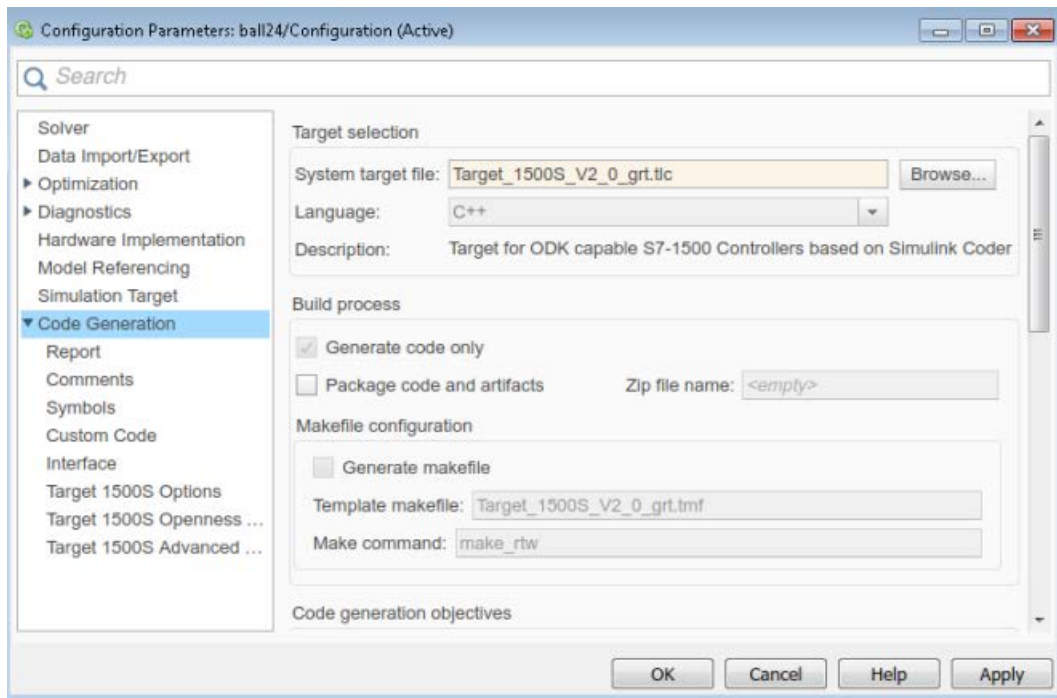 Configuration Parameters: ball24/Configuration (Active)
Search
Solver
Data Import/Export
Optimization
Diagnostics
Hardware Implementation
Model Referencing
Simulation Target
Code Generation
Report
Comments
Symbols
Custom Code
Interface
Target 1500S Options
Target 1500S Openness ...
Target 1500S Advanced ...
Target selection
System target file: Target_1500S_V2_0_grt.tlc Browse...
Language: C++
Description: Target for ODK capable S7-1500 Controllers based on Simulink Coder
Build process
Generate code only
Package code and artifacts Zip file name: <empty>
Makefile configuration
Generate makefile
Template makefile: Target_1500S_V2_0_grt.tmf
Make command: make_rtw
Code generation objectives
OK Cancel Help Apply